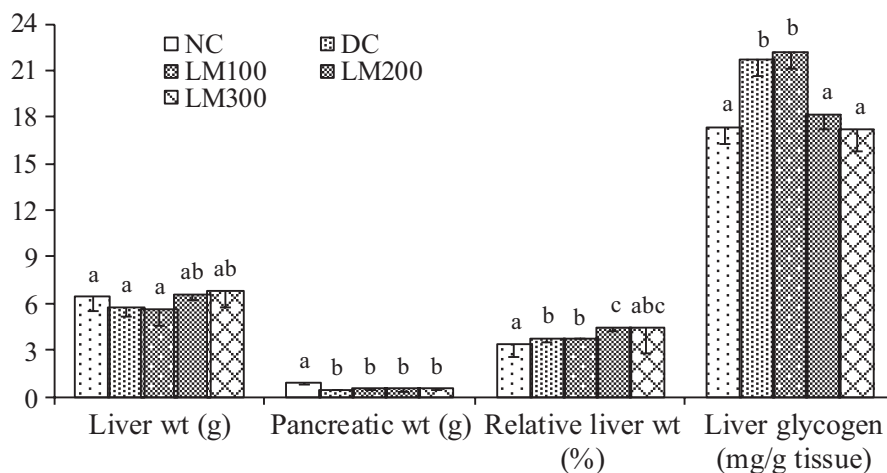 24
21
18
15
12
9
6
3
0
NC DC
LM100 LM200
LM300
a a a ab ab
a b b b b
a b b c abc
a b b a a
Liver wt (g) Pancreatic wt (g) Relative liver wt (%) Liver glycogen (mg/g tissue)